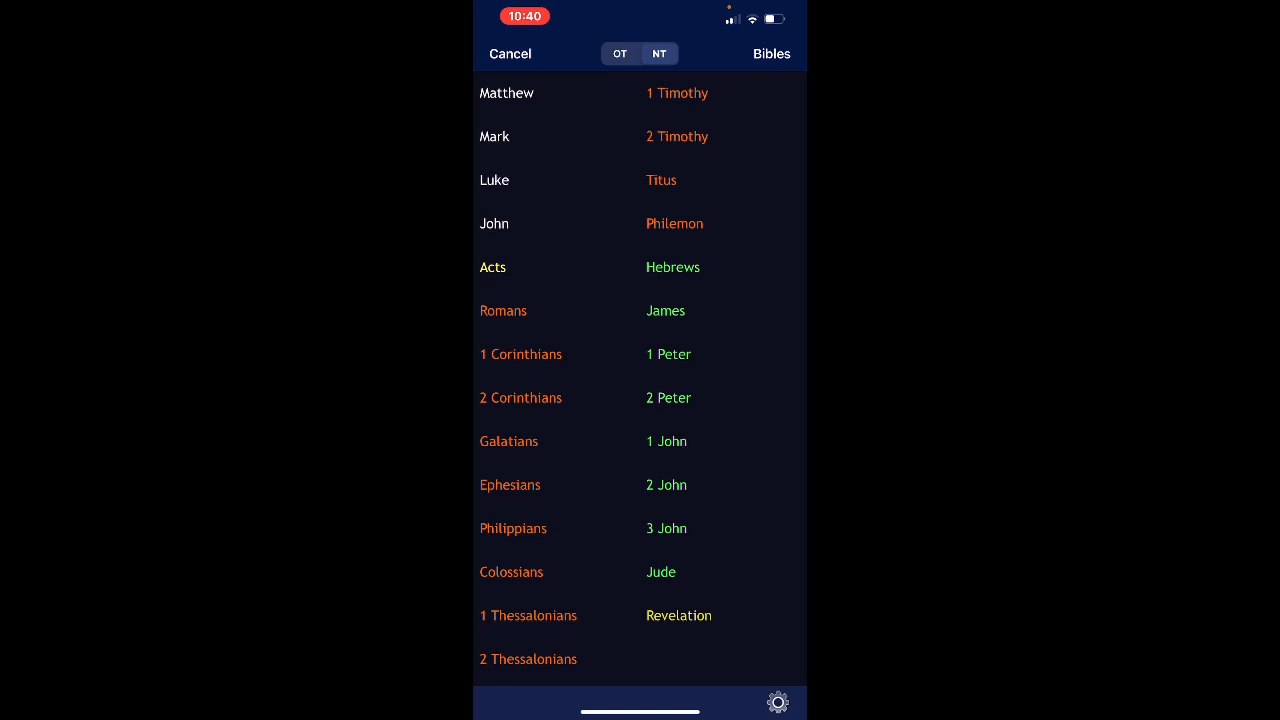 10:40
Cancel OT NT Bibles
Matthew
Mark
Luke
John
Acts
Romans
1 Corinthians
2 Corinthians
Galatians
Ephesians
Philippians
Colossians
1 Thessalonians
2 Thessalonians
1 Timothy
2 Timothy
Titus
Philemon
Hebrews
James
1 Peter
2 Peter
1 John
2 John
3 John
Jude
Revelation